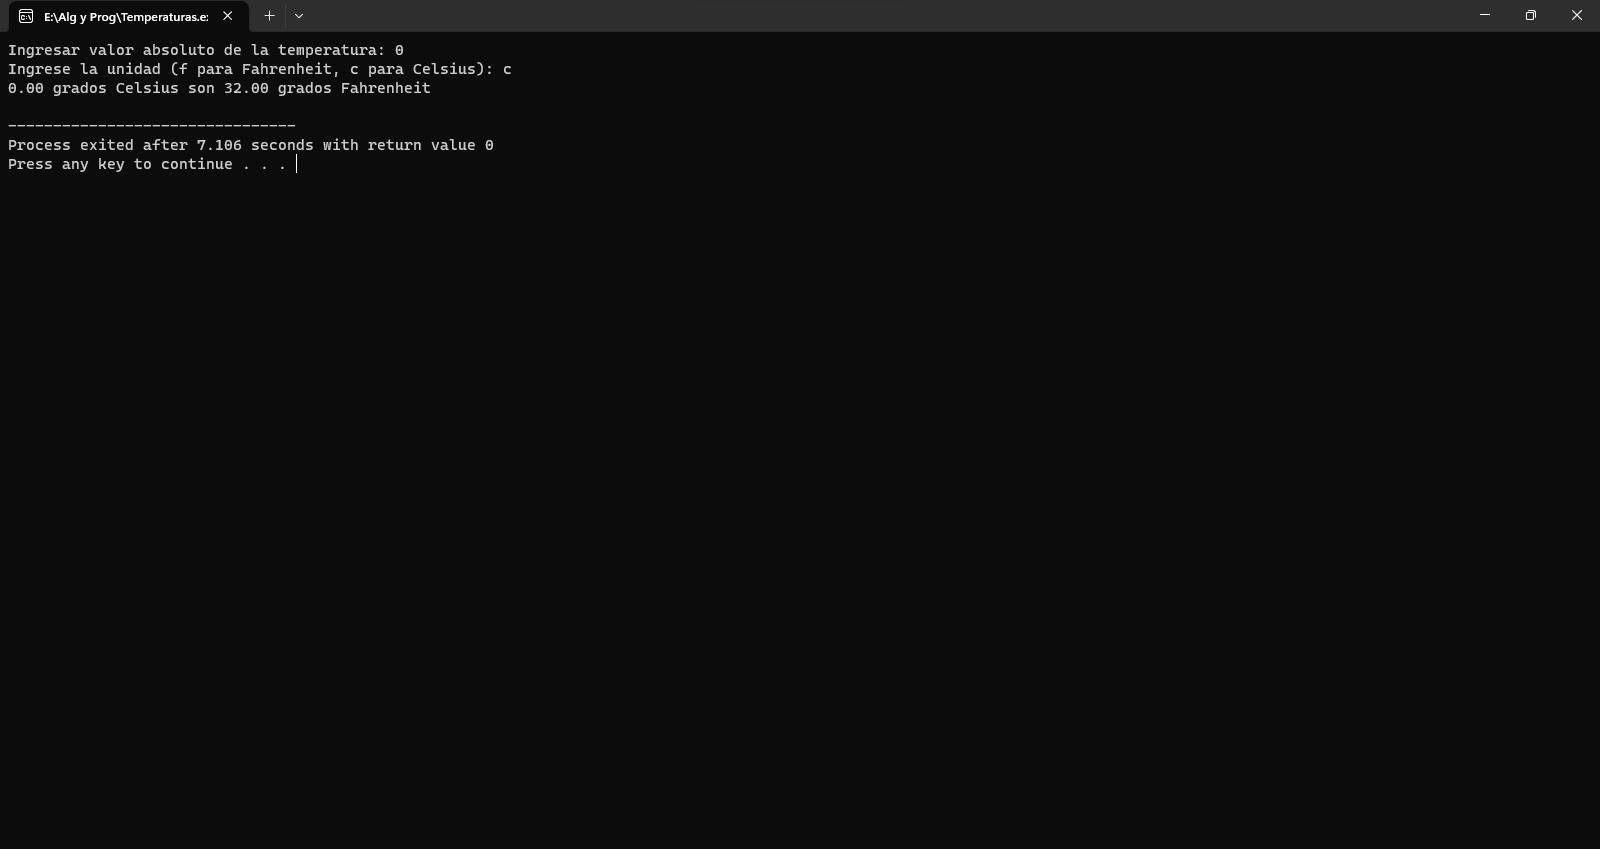 E:\Alg y Prog\Temperaturas.e:
Ingresar valor absoluto de la temperatura: 0
Ingrese la unidad (f para Fahrenheit, c para Celsius): c
0.00 grados Celsius son 32.00 grados Fahrenheit
--------------------------------
Process exited after 7.106 seconds with return value 0
Press any key to continue . . .